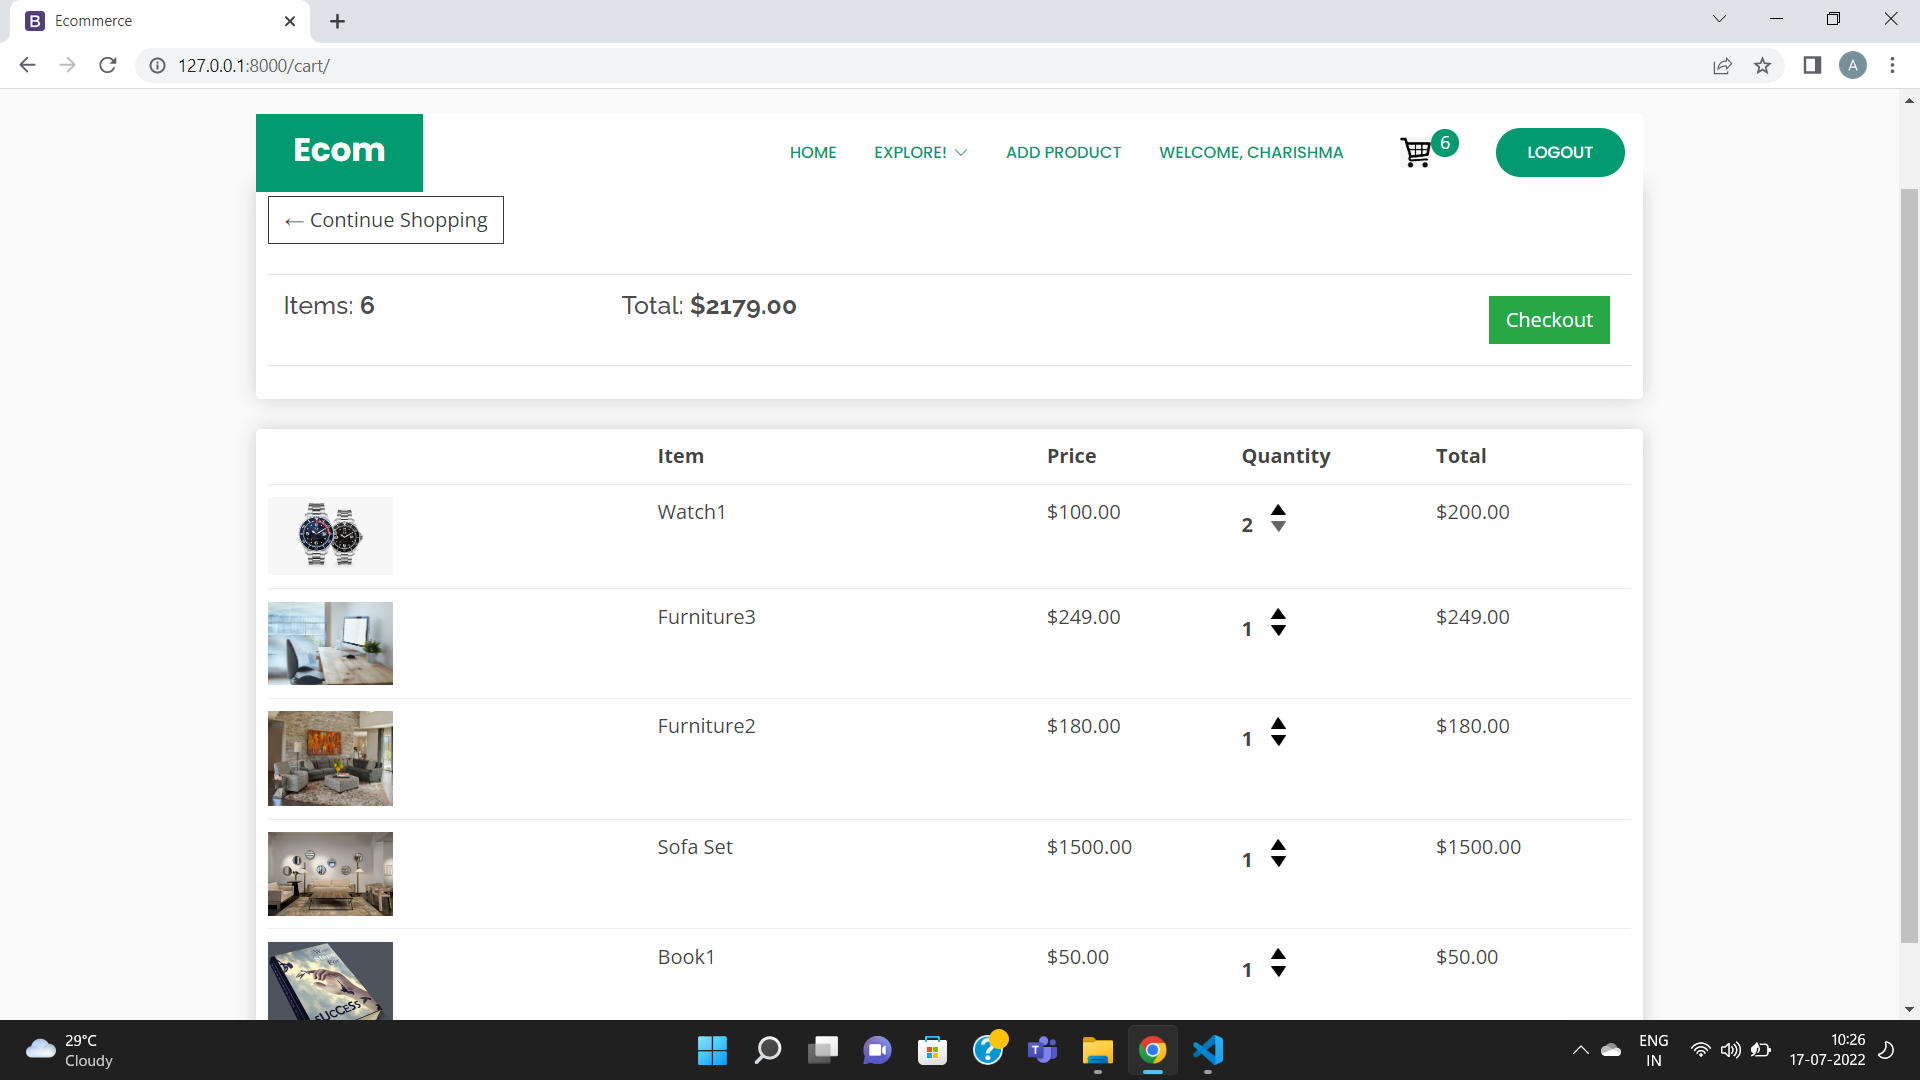 Ecommerce
127.0.0.1:8000/cart/
A
Ecom
HOME EXPLORE! ADD PRODUCT WELCOME, CHARISHMA 6 LOGOUT
← Continue Shopping
Items: 6 Total: $2179.00 Checkout
Item Price Quantity Total
Watch1 $100.00 2 $200.00
Furniture3 $249.00 1 $249.00
Furniture2 $180.00 1 $180.00
Sofa Set $1500.00 1 $1500.00
Book1 $50.00 1 $50.00
SUCCESS
29°C
Cloudy
ENG
IN
10:26
17-07-2022